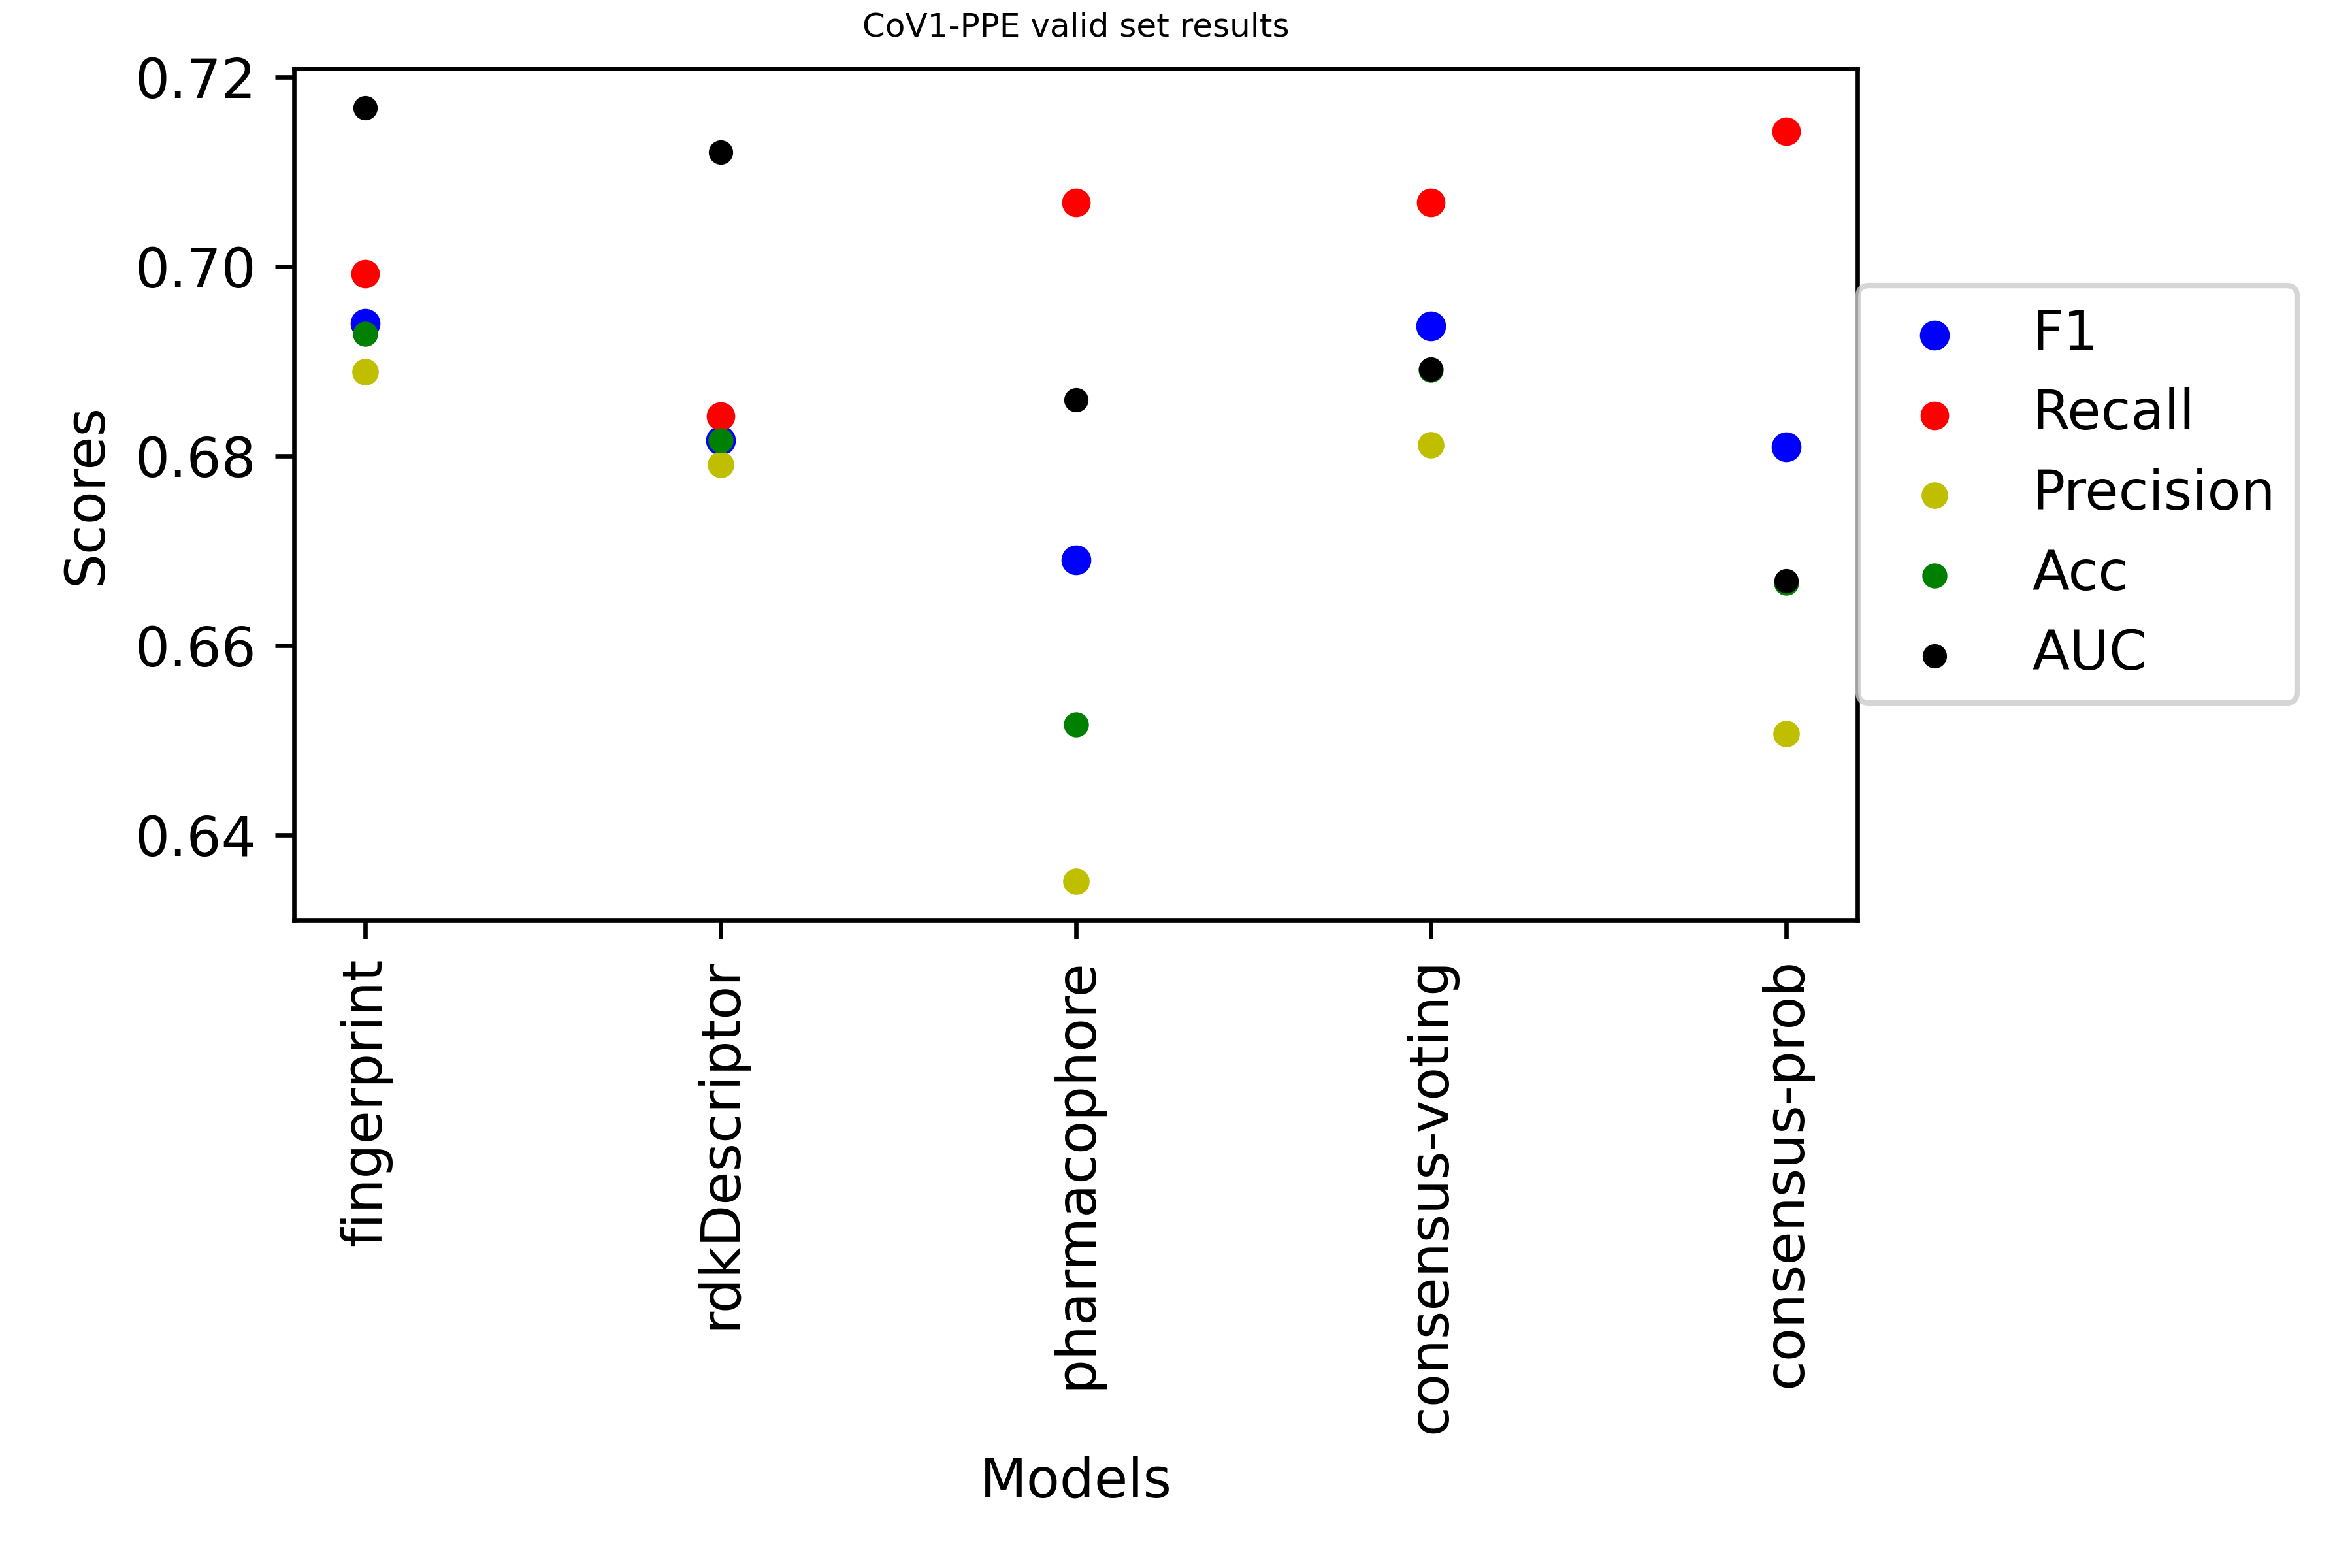 CoV1-PPE valid set results
0.72
0.70
0.68
0.66
0.64
Scores
F1
Recall
Precision
Acc
AUC
fingerprint
rdkDescriptor
pharmacophore
consensus-voting
consensus-prob
Models